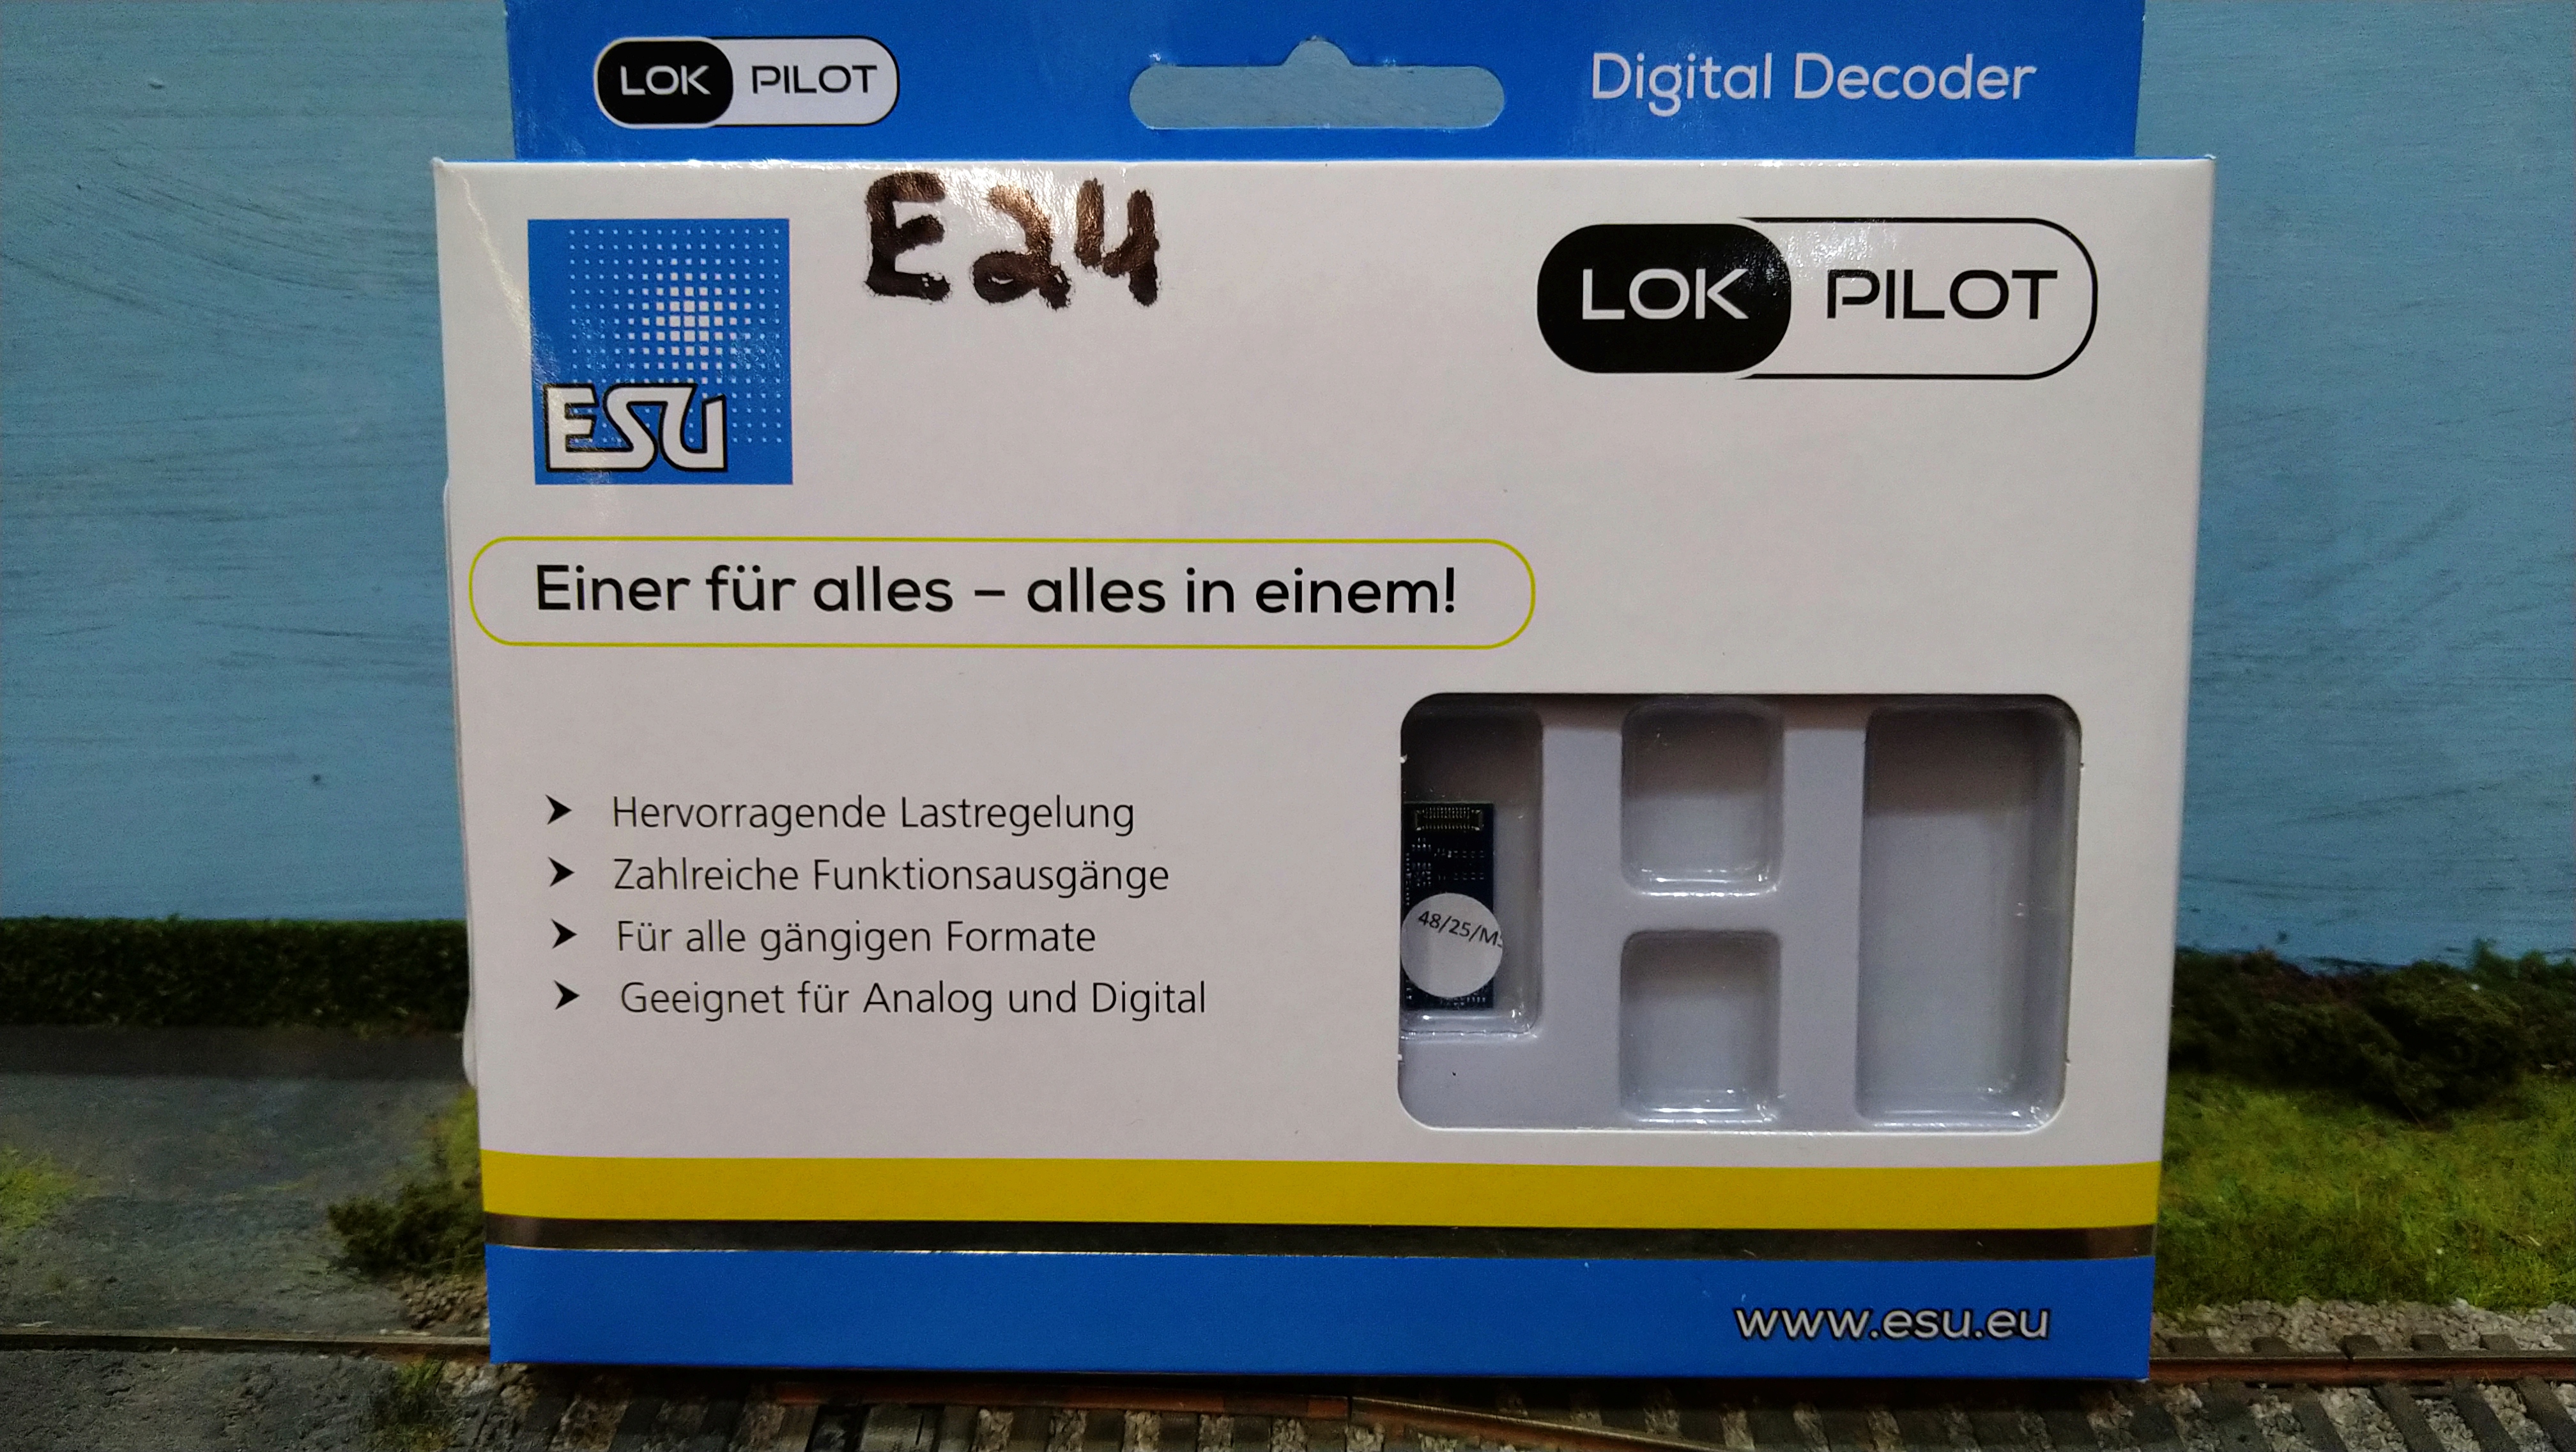 LOK PILOT
Digital Decoder
E24
ESU
LOK PILOT
Einer für alles – alles in einem!
Hervorragende Lastregelung
Zahlreiche Funktionsausgänge
Für alle gängigen Formate
Geeignet für Analog und Digital
48/25/M
www.esu.eu